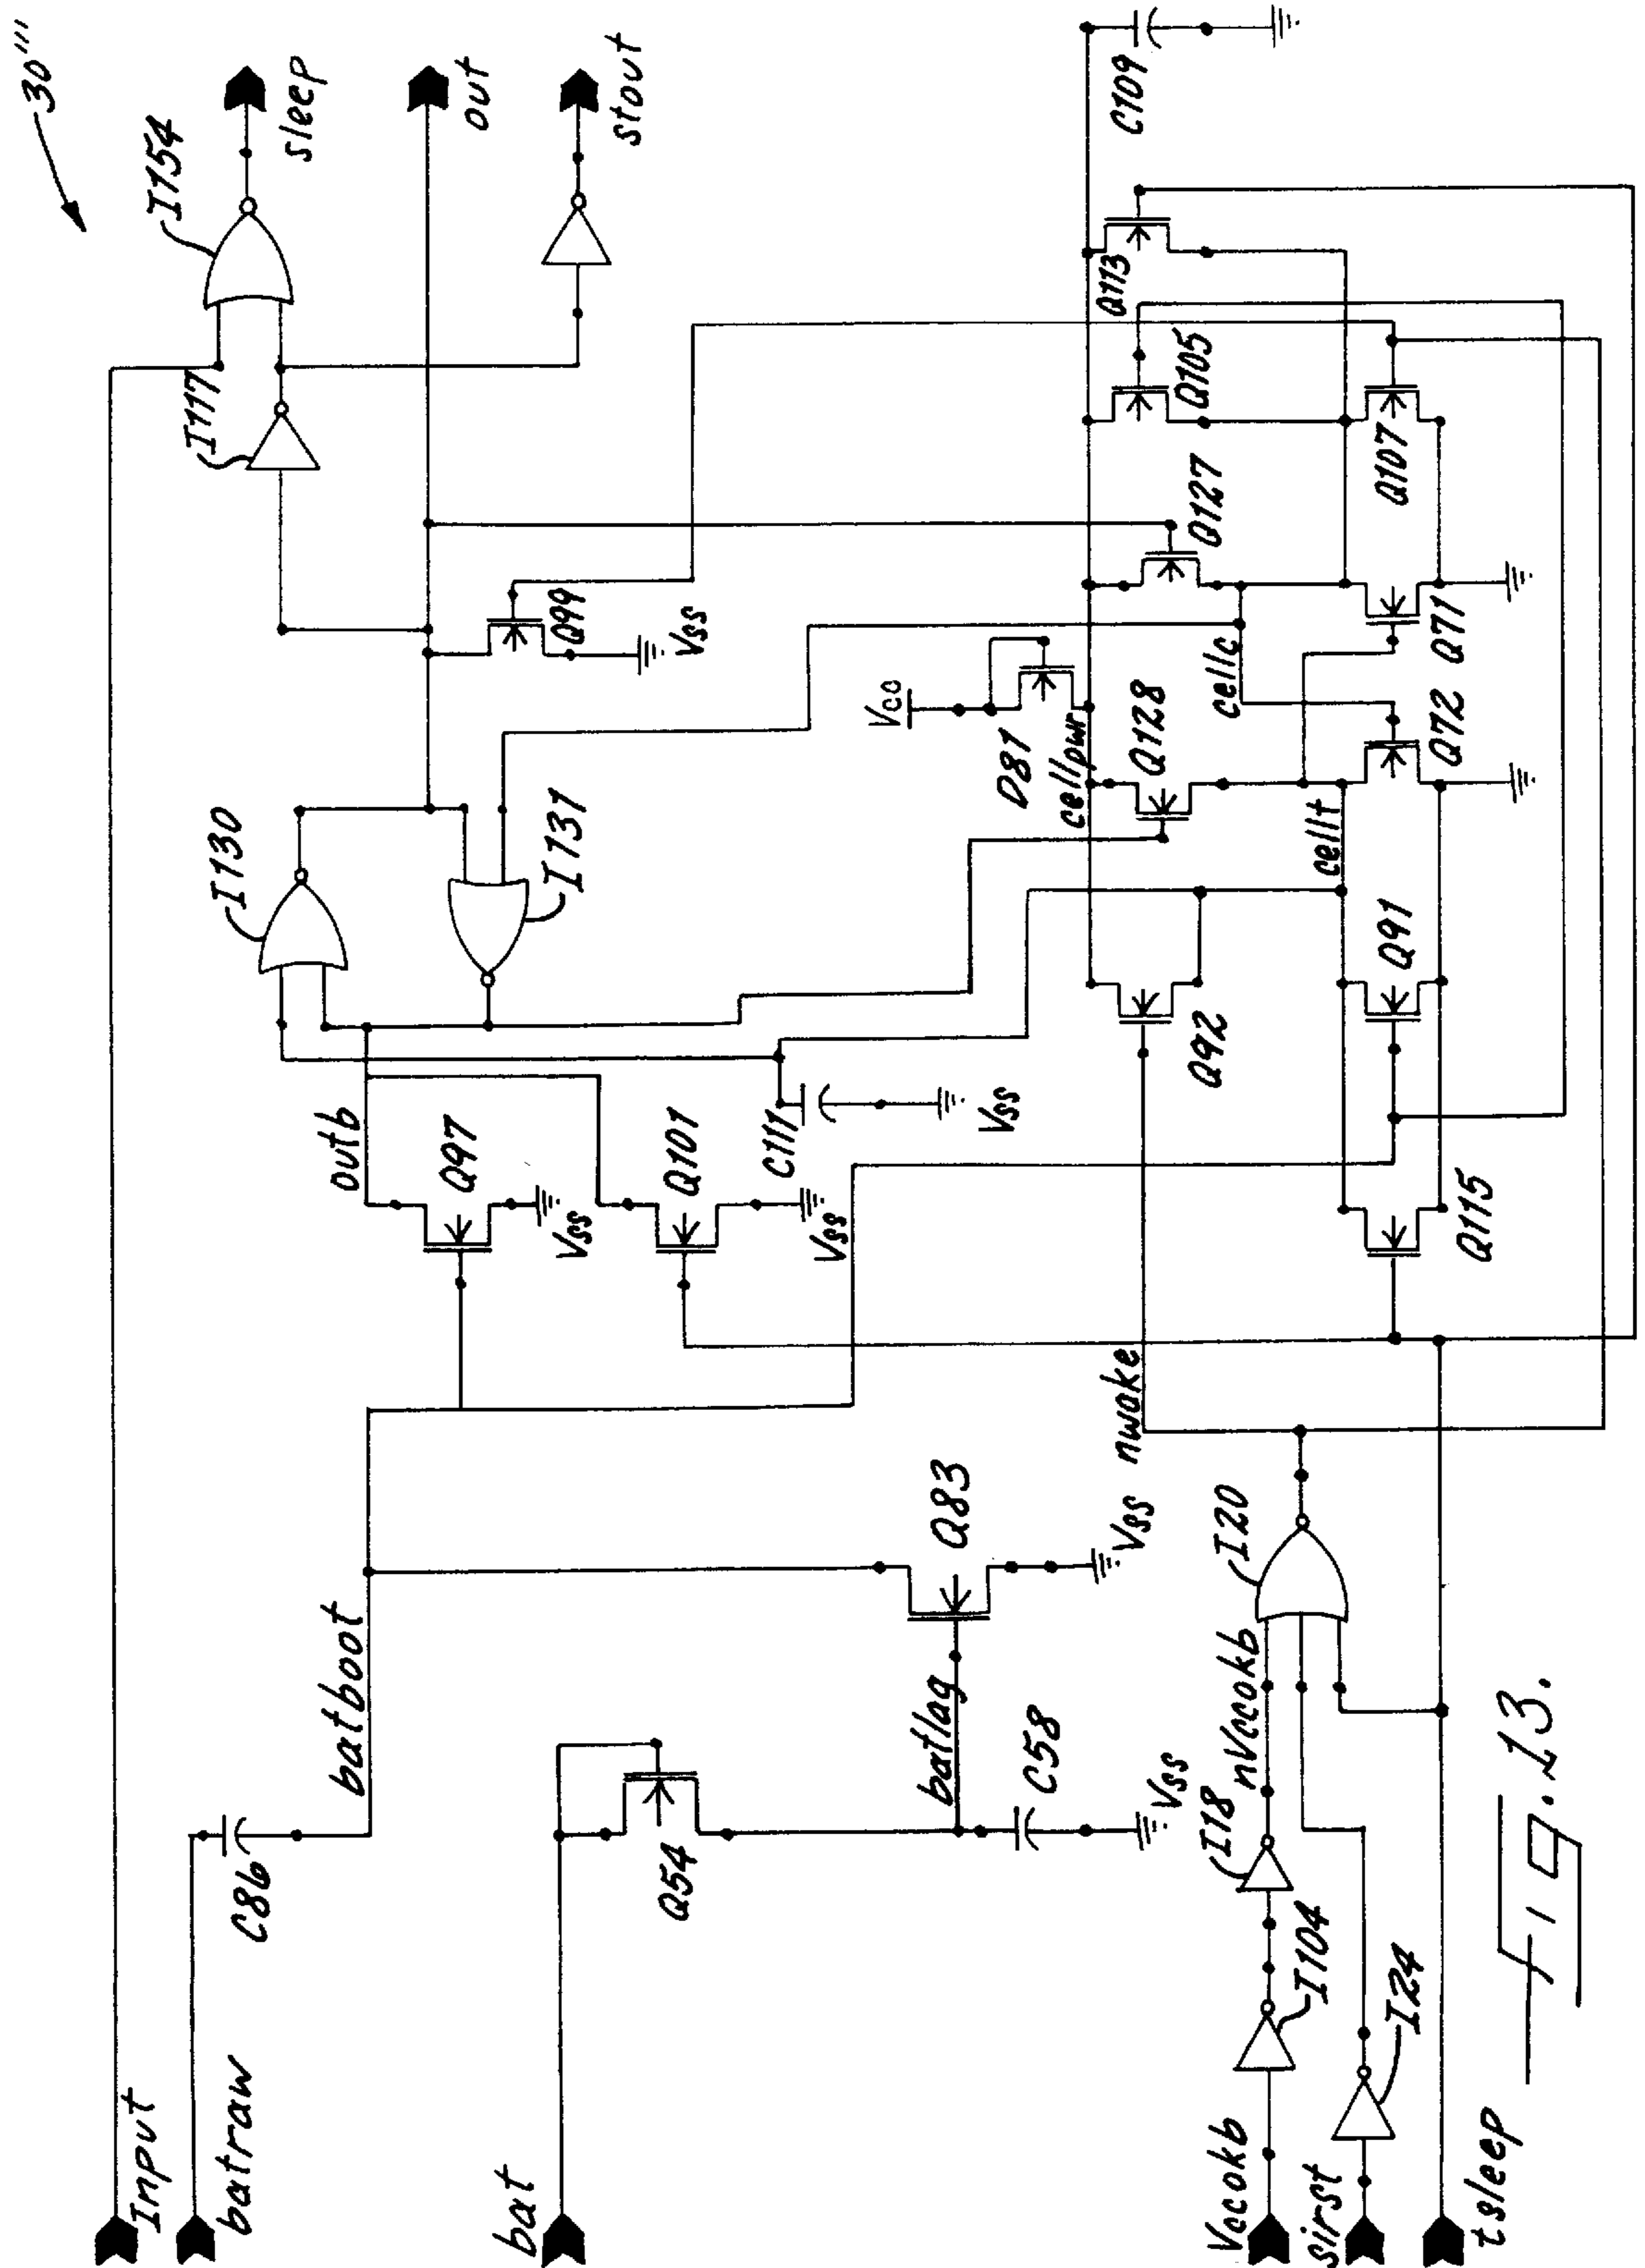 30'''
Input
batraw
C86
batboot
bat
Q54
batlag
C58
Vss
Q83
Vss
outb
Q97
Vss
Q101
Vss
C111
Vss
I130
I131
Q99
Vss
I117
I154
sleep
out
stout
Vccokb
I104
I18
nVccokb
sirst
I24
tsleep
I20
nwake
Q115
Q91
Q92
cellt
Q72
Q71
cellc
Q128
cellpwr
D81
Vcc
Q127
Q105
Q107
Q113
C109
Fig. 13.